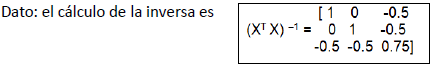 Dato: el cálculo de la inversa es
[ 1 0 -0.5
(Xᵀ X) ⁻¹ = 0 1 -0.5
-0.5 -0.5 0.75]